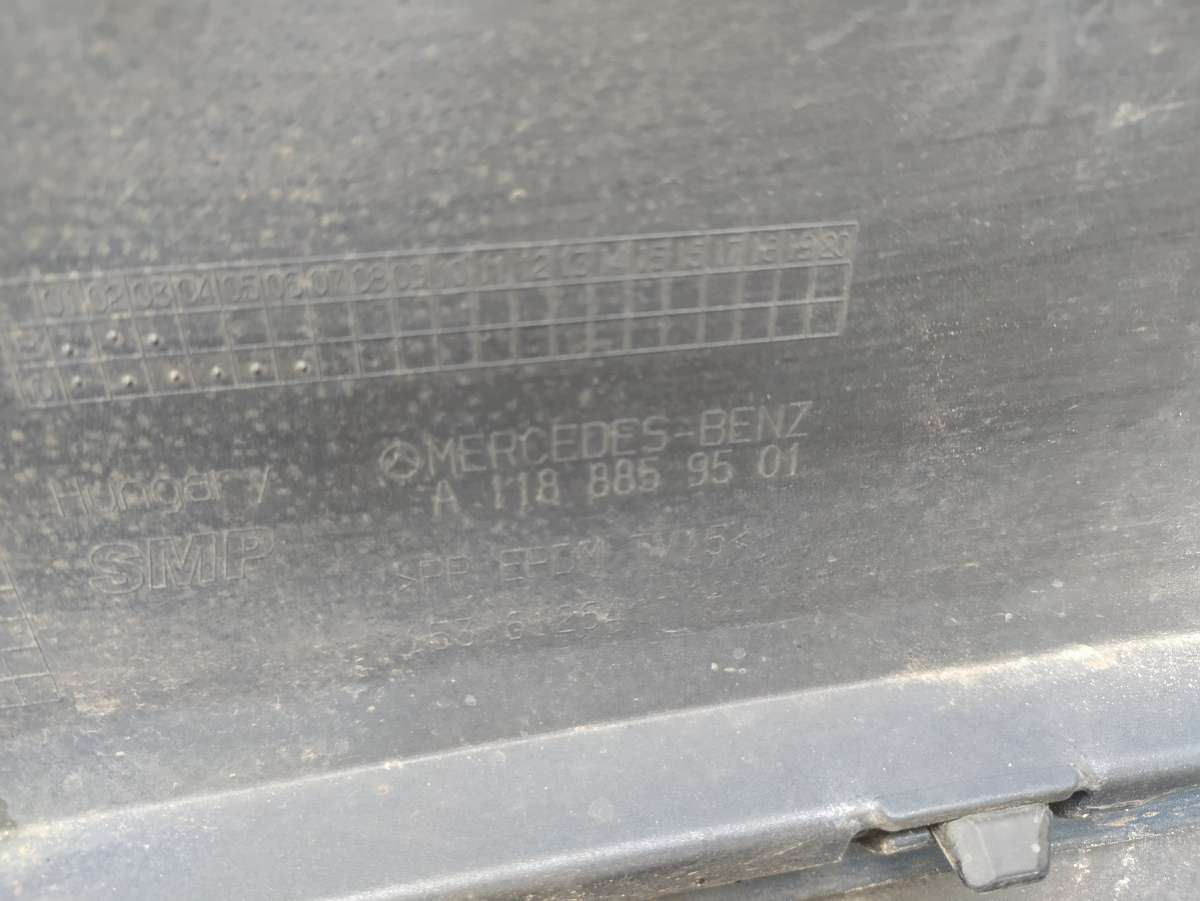 01 02 03 04 05 06 07 08 09 10 11 12 13 14 15 16 17 18 19 20
MERCEDES-BENZ
A 118 885 95 01
Hungary
SMP
>PP EPDM TV15<